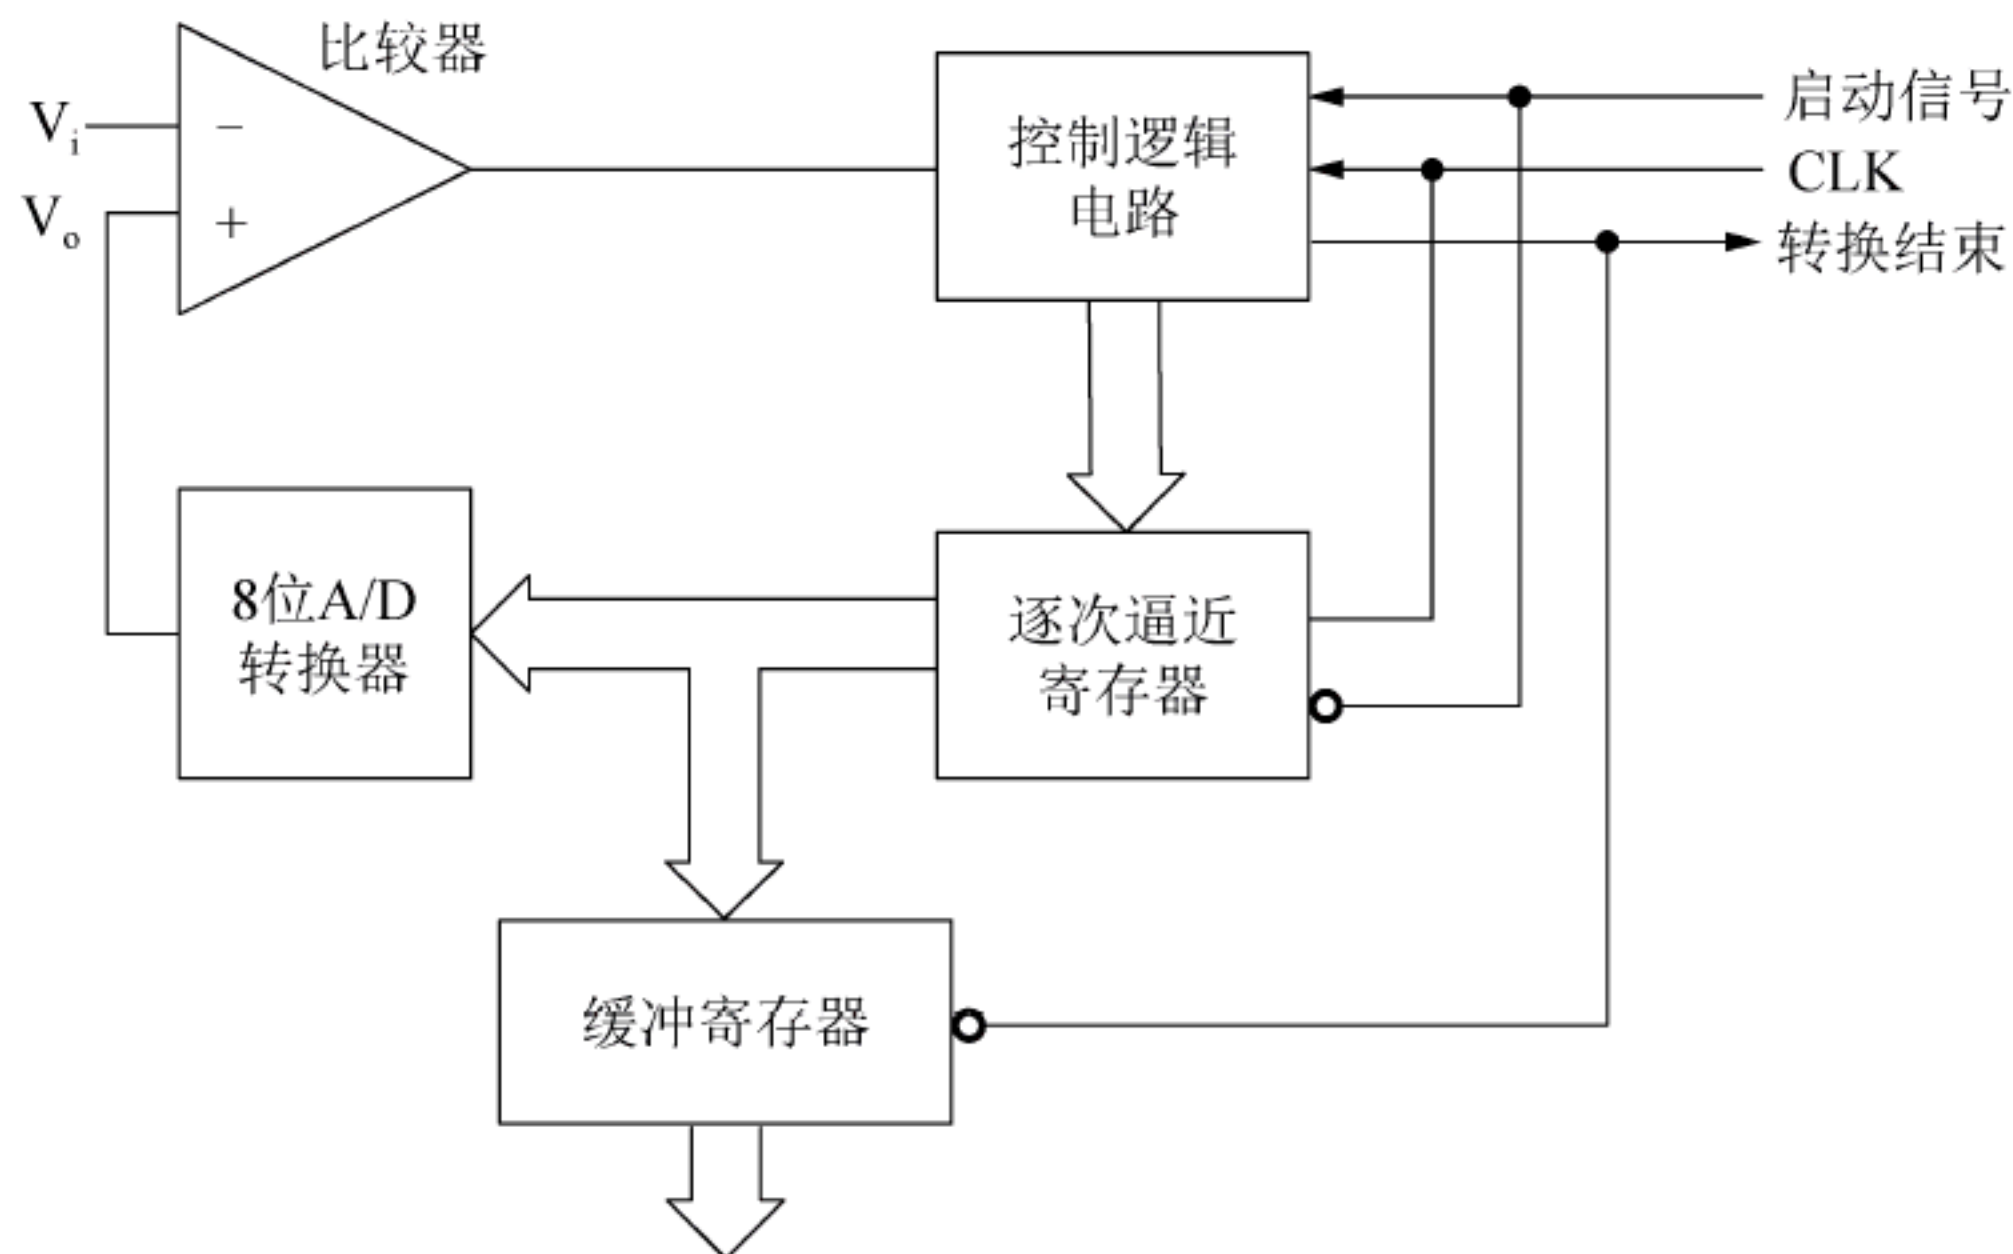 比较器
Vi
−
Vo
+
控制逻辑
电路
启动信号
CLK
转换结束
8位A/D
转换器
逐次逼近
寄存器
缓冲寄存器